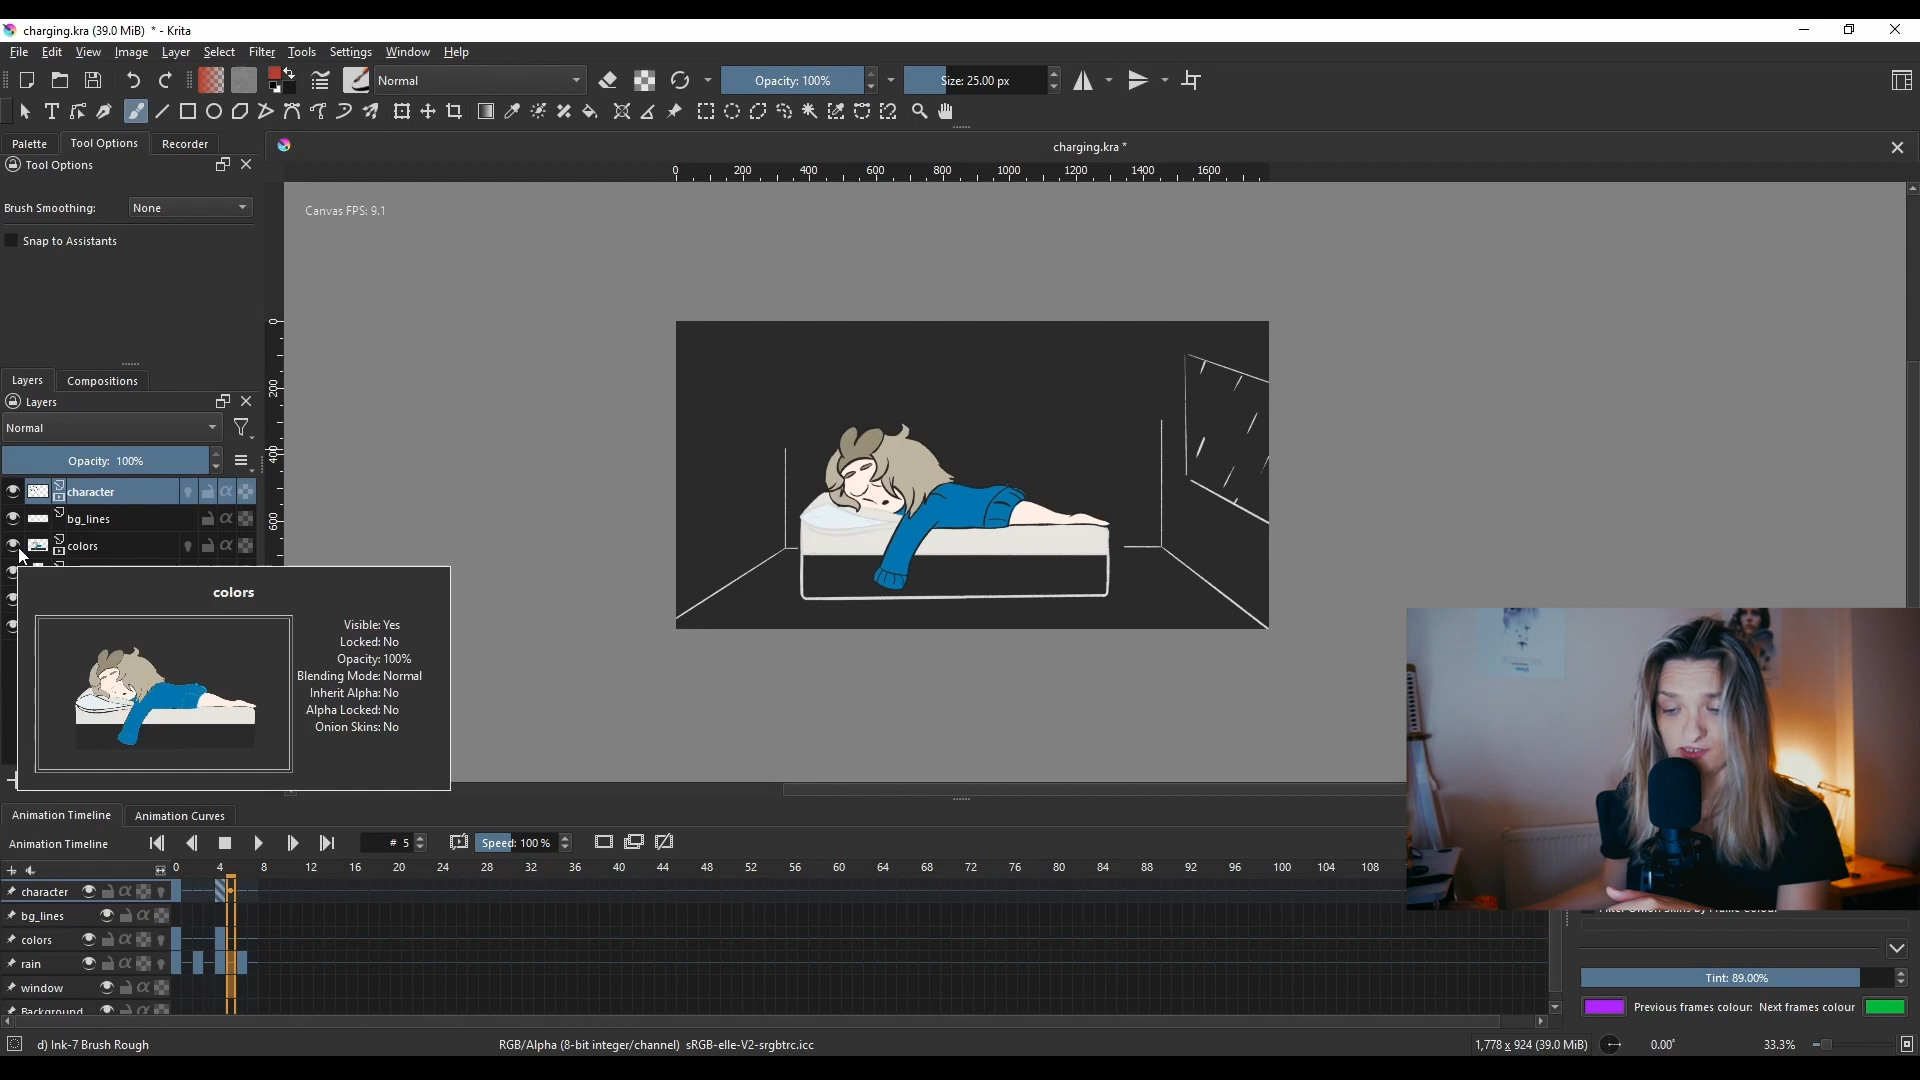 charging.kra (39.0 MiB) * - Krita
File Edit View Image Layer Select Filter Tools Settings Window Help
Normal
Opacity: 100%
Size: 25.00 px
Palette Tool Options Recorder
charging.kra *
Tool Options
0 200 400 600 800 1000 1200 1400 1600
Brush Smoothing: None
Canvas FPS: 9.1
Snap to Assistants
0
200
400
600
Layers Compositions
Layers
Normal
Opacity: 100%
character
bg_lines
colors
colors
Visible: Yes
Locked: No
Opacity: 100%
Blending Mode: Normal
Inherit Alpha: No
Alpha Locked: No
Onion Skins: No
Animation Timeline Animation Curves
Animation Timeline
# 5
Speed: 100 %
0 4 8 12 16 20 24 28 32 36 40 44 48 52 56 60 64 68 72 76 80 84 88 92 96 100 104 108
character
bg_lines
colors
rain
window
Background
Tint: 89.00%
Previous frames colour: Next frames colour
d) Ink-7 Brush Rough
RGB/Alpha (8-bit integer/channel) sRGB-elle-V2-srgbtrc.icc
1,778 x 924 (39.0 MiB)
0.00°
33.3%